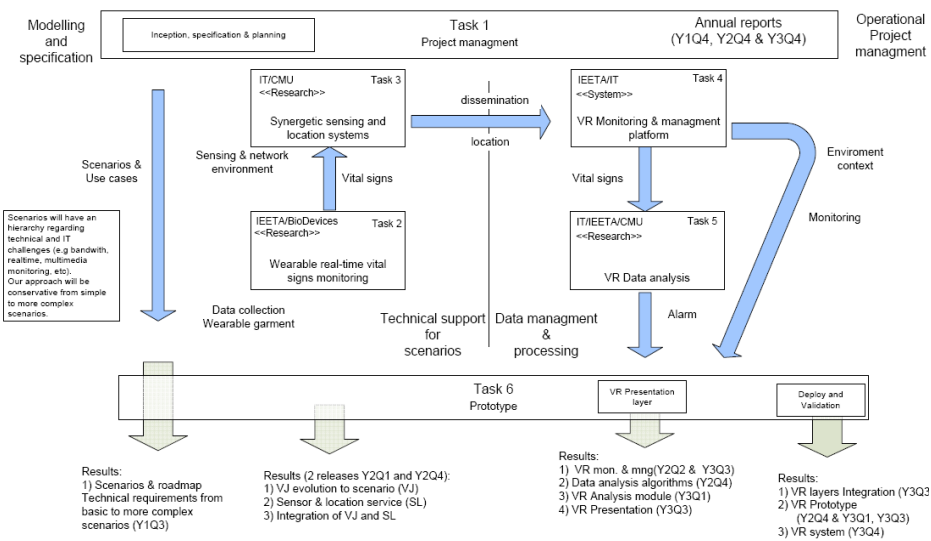 Modelling
and
specification
Inception, specification & planning
Task 1
Project managment
Annual reports
(Y1Q4, Y2Q4 & Y3Q4)
Operational
Project
managment
IT/CMU
Task 3
<<Research>>
Synergetic sensing and
location systems
dissemination
location
IEETA/IT
Task 4
<<System>>
VR Monitoring & managment
platform
Scenarios &
Use cases
Sensing & network
environment
Vital signs
Vital signs
Enviroment
context
Monitoring
Scenarios will have an
hierarchy regarding
technical and IT
challenges (e.g bandwith,
realtime, multimedia
monitoring, etc).
Our approach will be
conservative from simple
to more complex
scenarios.
IEETA/BioDevices
Task 2
<<Research>>
Wearable real-time vital
signs monitoring
IT/IEETA/CMU
Task 5
<<Research>>
VR Data analysis
Data collection
Wearable garment
Technical support
for
scenarios
Data managment
&
processing
Alarm
Task 6
Prototype
VR Presentation
layer
Deploy and
Validation
Results:
1) Scenarios & roadmap
Technical requirements from
basic to more complex
scenarios (Y1Q3)
Results (2 releases Y2Q1 and Y2Q4):
1) VJ evolution to scenario (VJ)
2) Sensor & location service (SL)
3) Integration of VJ and SL
Results:
1) VR mon. & mng(Y2Q2 & Y3Q3)
2) Data analysis algorithms (Y2Q4)
3) VR Analysis module (Y3Q1)
4) VR Presentation (Y3Q3)
Results:
1) VR layers Integration (Y3Q3
2) VR Prototype
(Y2Q4 & Y3Q1, Y3Q3)
3) VR system (Y3Q4)